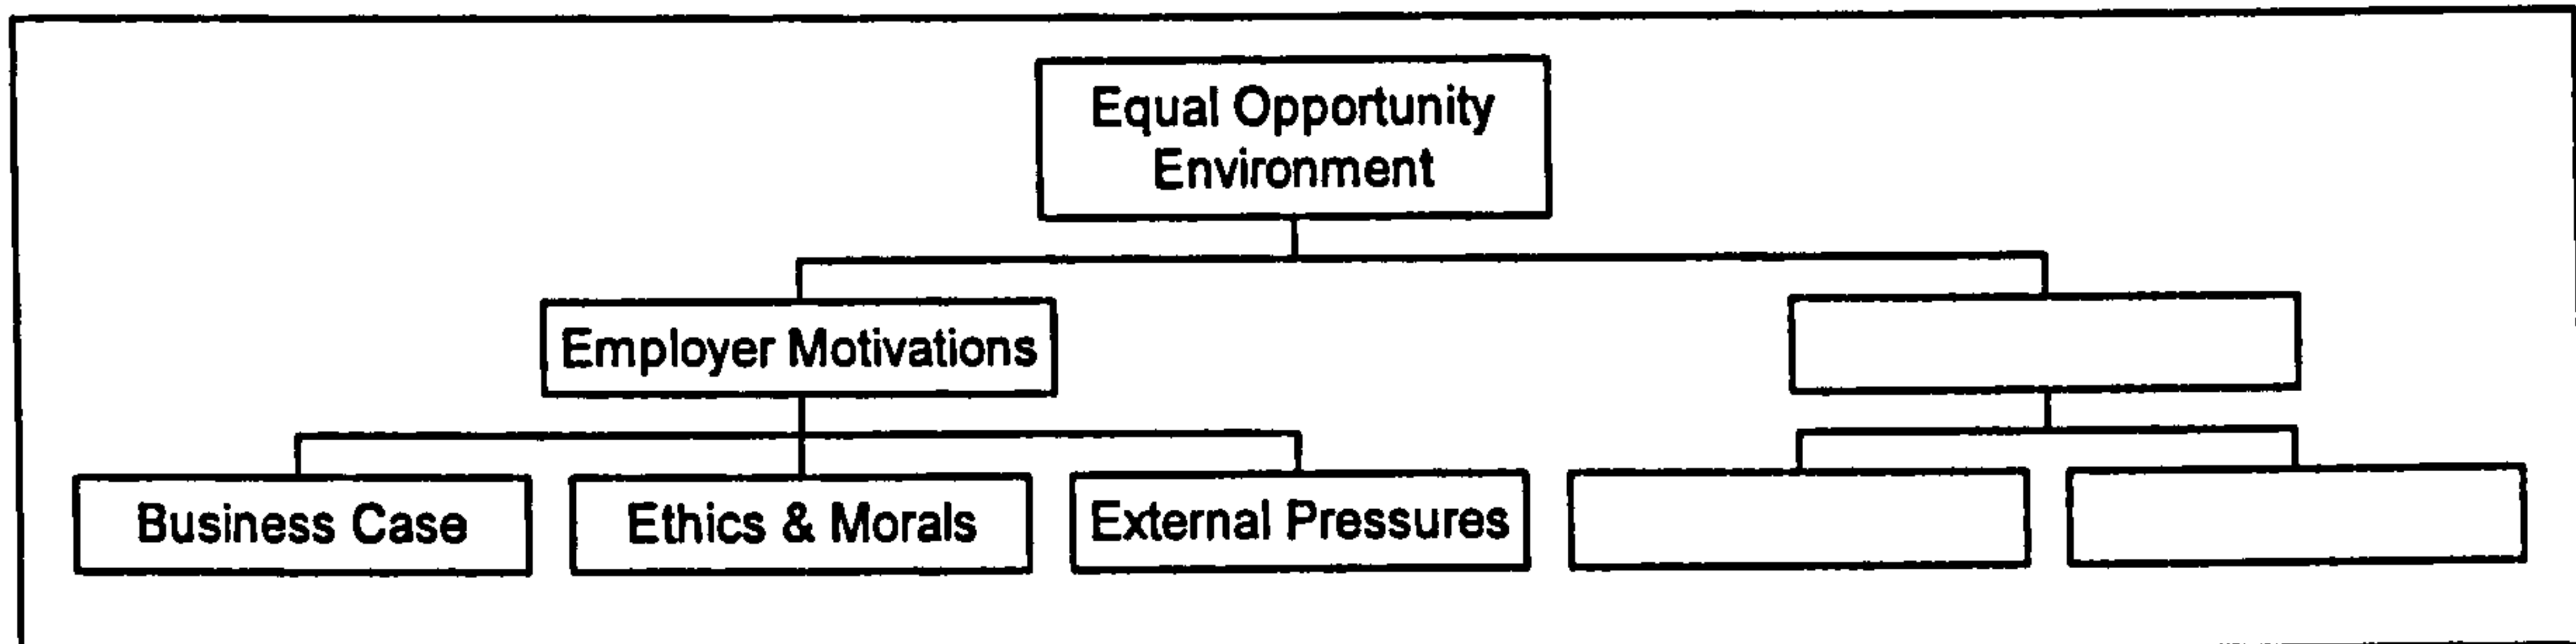 Equal Opportunity
Environment
Employer Motivations
Business Case
Ethics & Morals
External Pressures